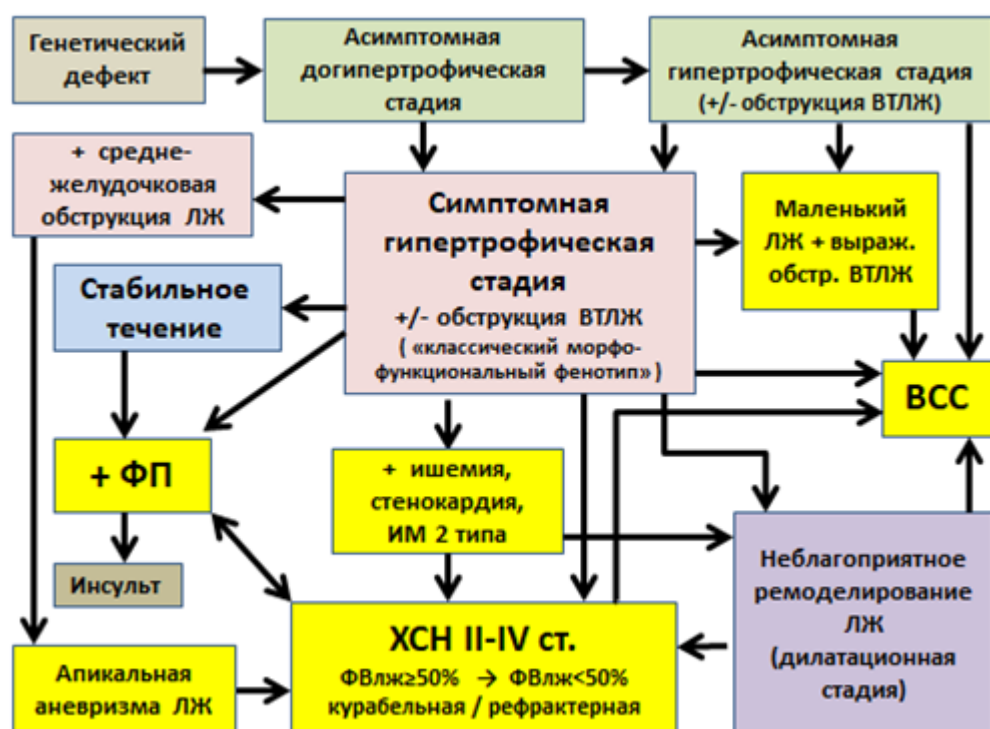 Генетический
дефект
Асимптомная
догипертрофическая
стадия
Асимптомная
гипертрофическая стадия
(+/- обструкция ВТЛЖ)
+ средне-
желудочковая
обструкция ЛЖ
Симптомная
гипертрофическая
стадия
+/- обструкция ВТЛЖ
( «классический морфо-
функциональный фенотип» )
Маленький
ЛЖ + выраж.
обстр. ВТЛЖ
Стабильное
течение
ВСС
+ ФП
+ ишемия,
стенокардия,
ИМ 2 типа
Инсульт
Неблагоприятное
ремоделирование
ЛЖ
(дилатационная
стадия)
Апикальная
аневризма ЛЖ
ХСН II-IV ст.
ФВлж≥50% → ФВлж<50%
курабельная / рефрактерная